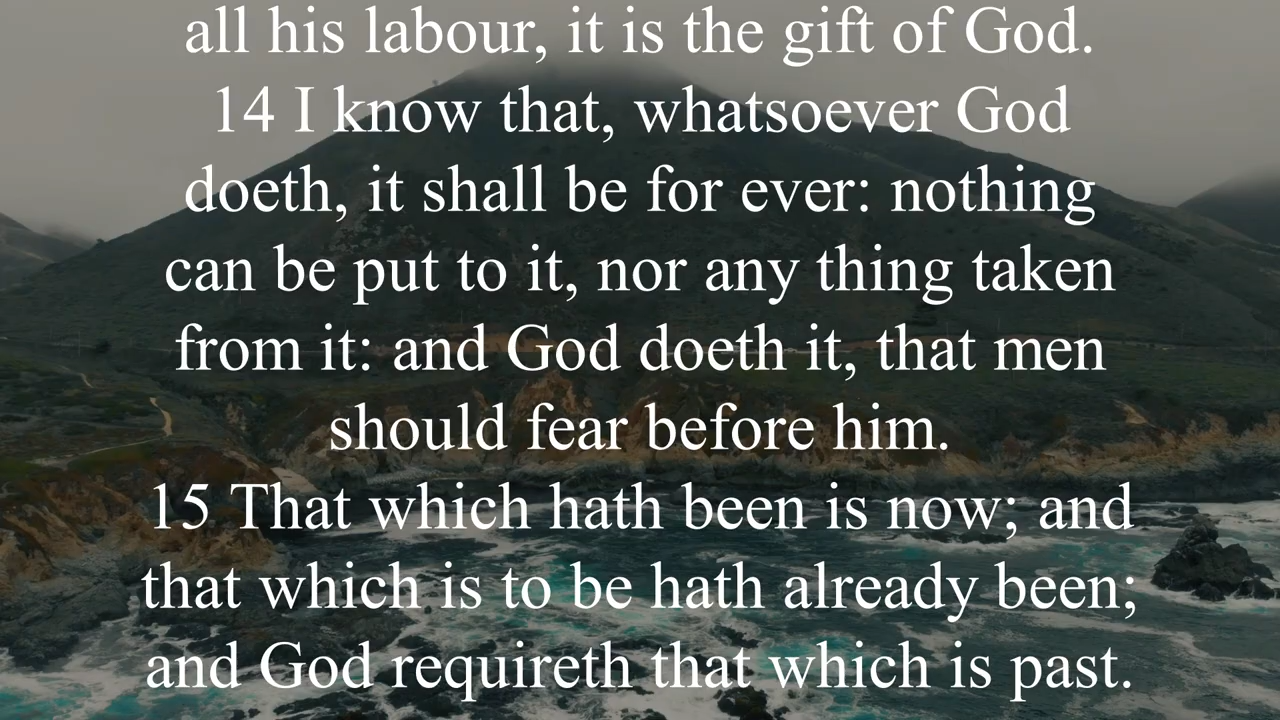 all his labour, it is the gift of God.
14 I know that, whatsoever God
doeth, it shall be for ever: nothing
can be put to it, nor any thing taken
from it: and God doeth it, that men
should fear before him.
15 That which hath been is now; and
that which is to be hath already been;
and God requireth that which is past.